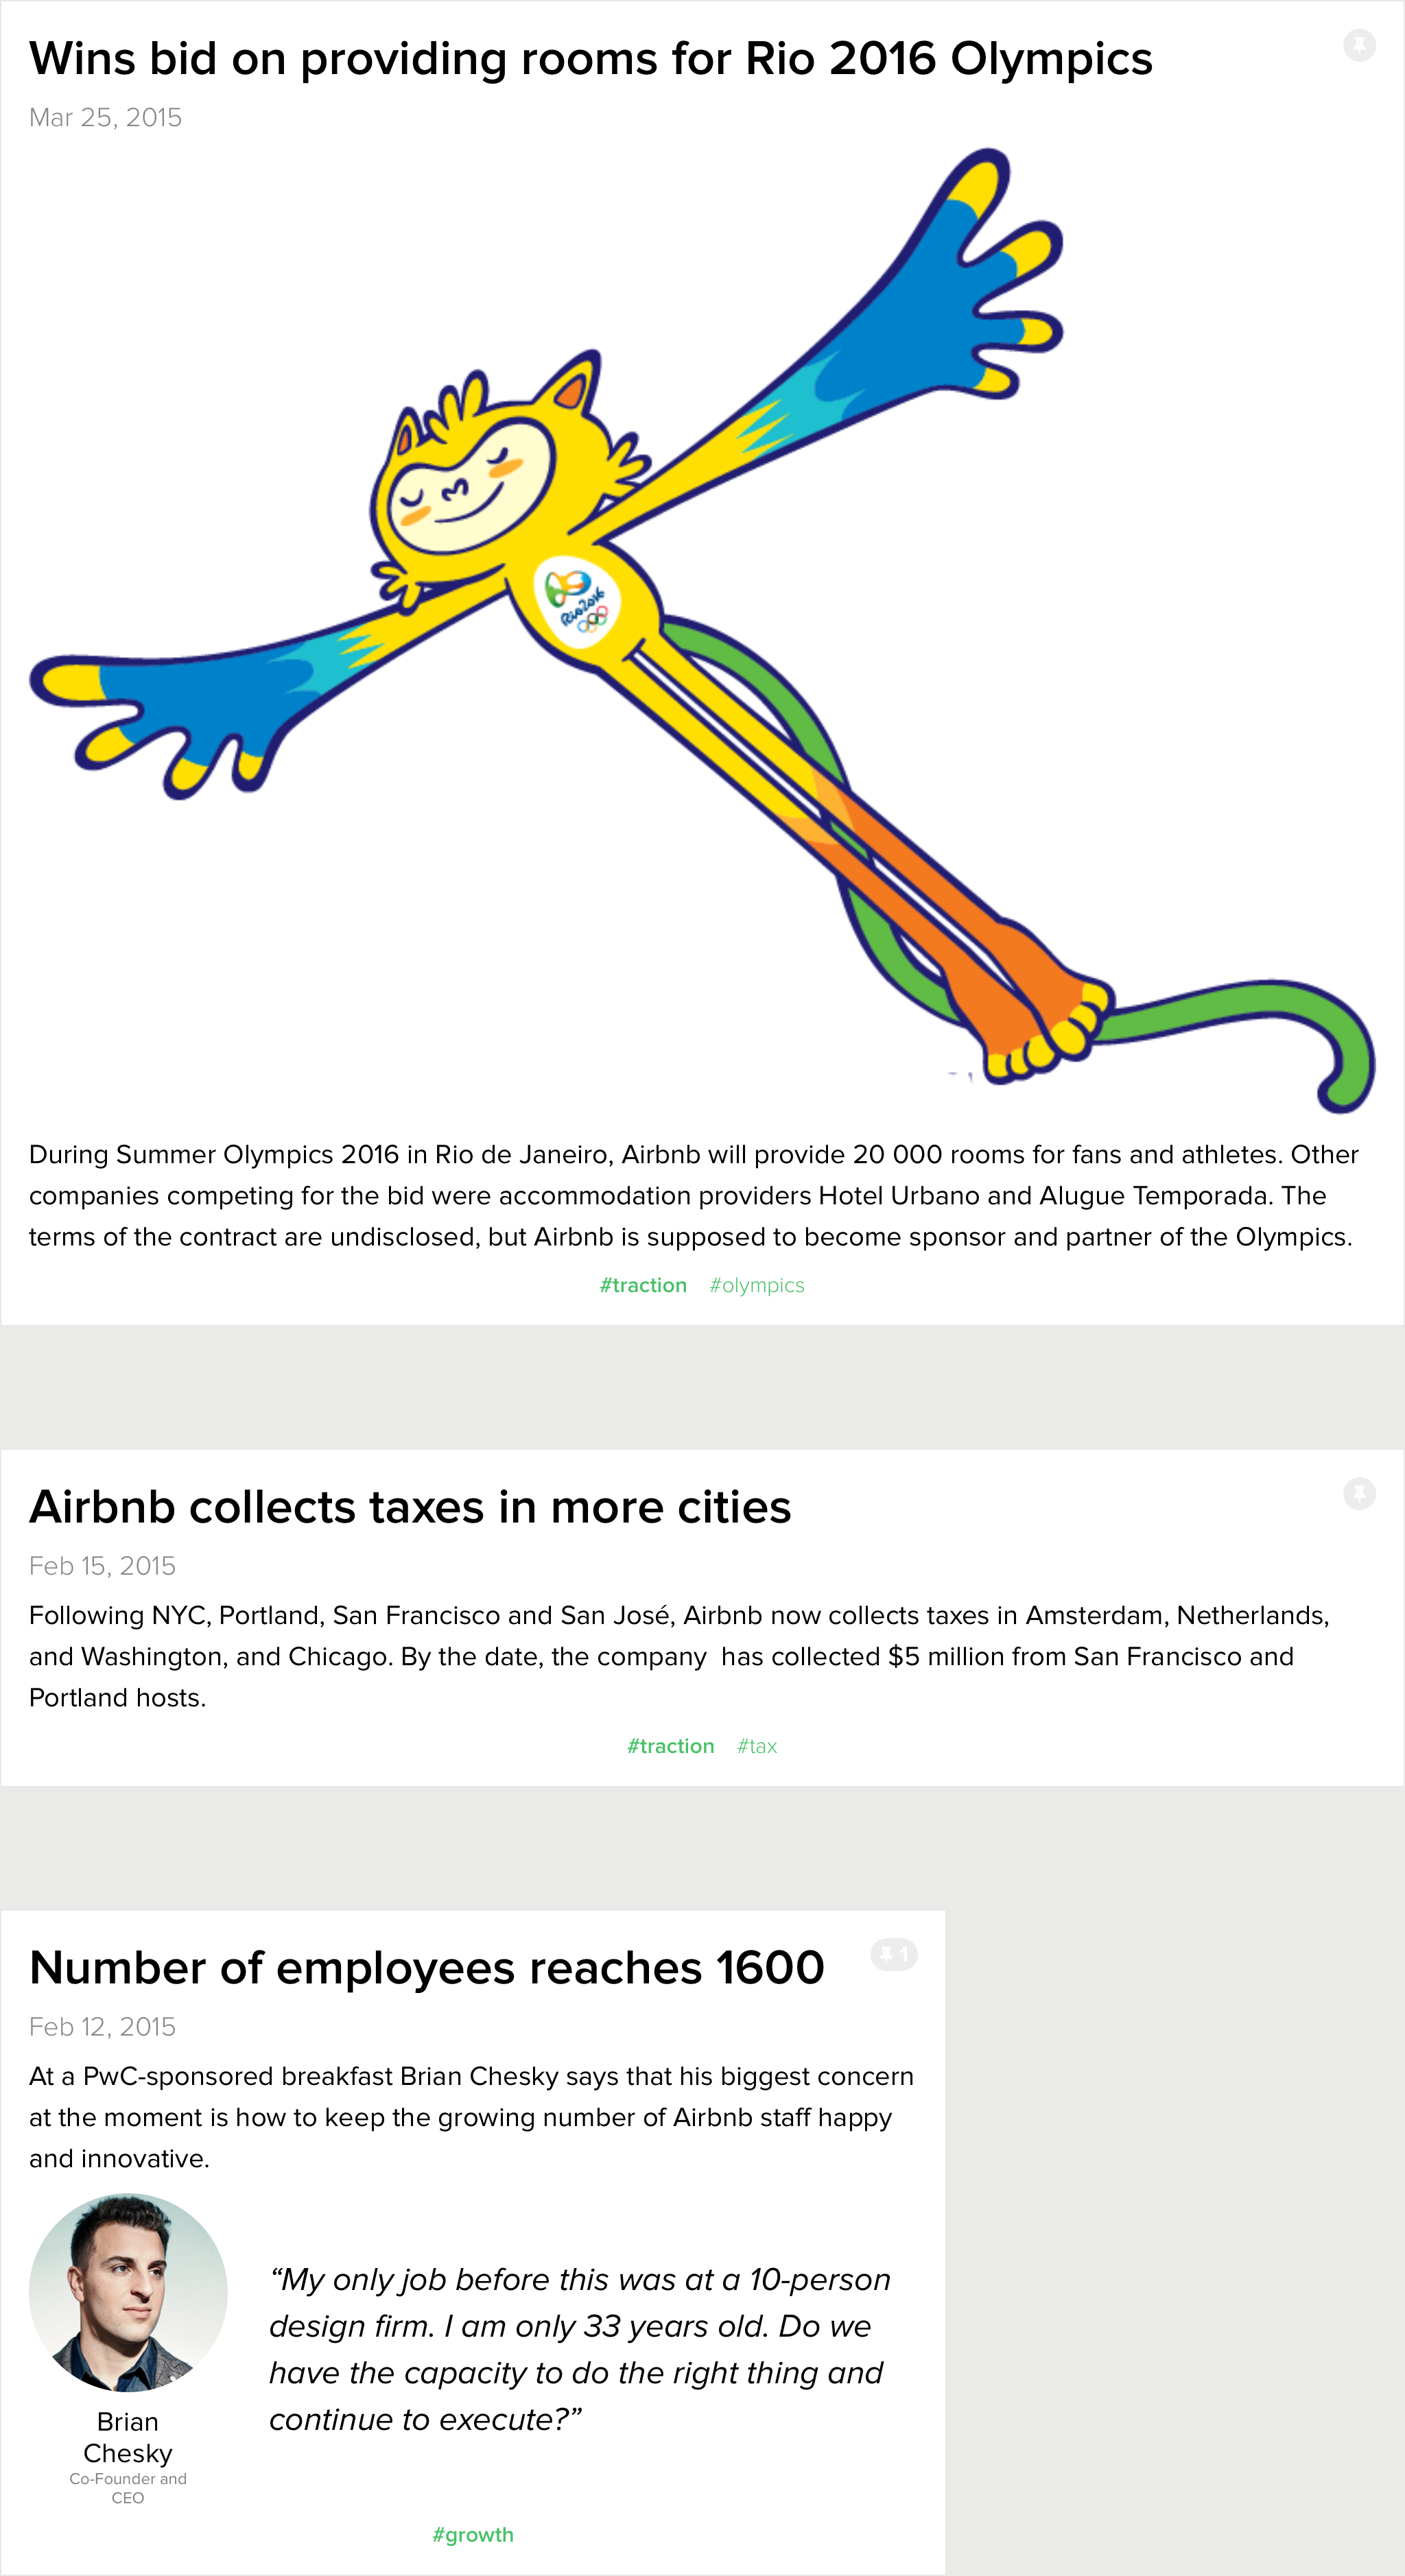 Wins bid on providing rooms for Rio 2016 Olympics
Mar 25, 2015
Rio2016
During Summer Olympics 2016 in Rio de Janeiro, Airbnb will provide 20 000 rooms for fans and athletes. Other
companies competing for the bid were accommodation providers Hotel Urbano and Alugue Temporada. The
terms of the contract are undisclosed, but Airbnb is supposed to become sponsor and partner of the Olympics.
#traction #olympics
Airbnb collects taxes in more cities
Feb 15, 2015
Following NYC, Portland, San Francisco and San José, Airbnb now collects taxes in Amsterdam, Netherlands,
and Washington, and Chicago. By the date, the company  has collected $5 million from San Francisco and
Portland hosts.
#traction #tax
Number of employees reaches 1600
1
Feb 12, 2015
At a PwC-sponsored breakfast Brian Chesky says that his biggest concern
at the moment is how to keep the growing number of Airbnb staff happy
and innovative.
“My only job before this was at a 10-person
design firm. I am only 33 years old. Do we
have the capacity to do the right thing and
continue to execute?”
Brian
Chesky
Co-Founder and
CEO
#growth